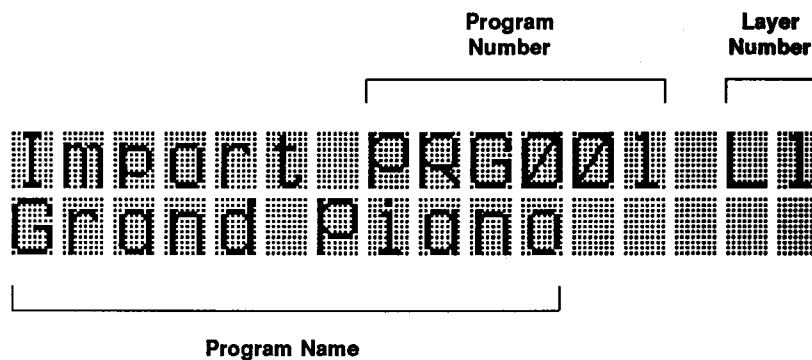 Program Number
Layer Number
Import PRG001 L1
Grand Piano
Program Name